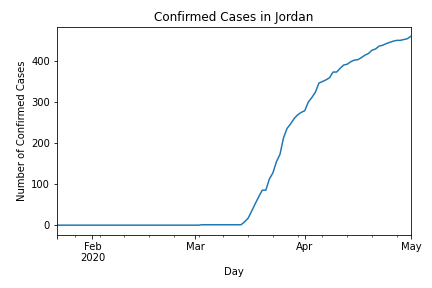 Confirmed Cases in Jordan
Number of Confirmed Cases
400
300
200
100
0
Feb
2020
Mar
Apr
May
Day